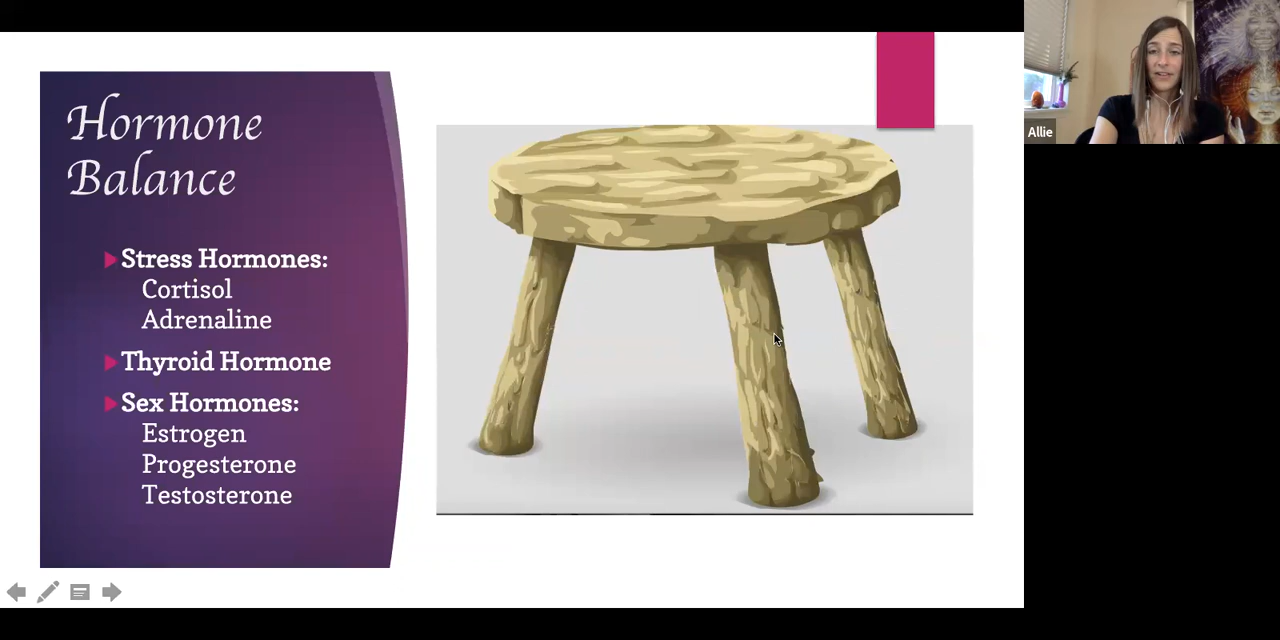 Hormone
Balance
Stress Hormones:
Cortisol
Adrenaline
Thyroid Hormone
Sex Hormones:
Estrogen
Progesterone
Testosterone
Allie